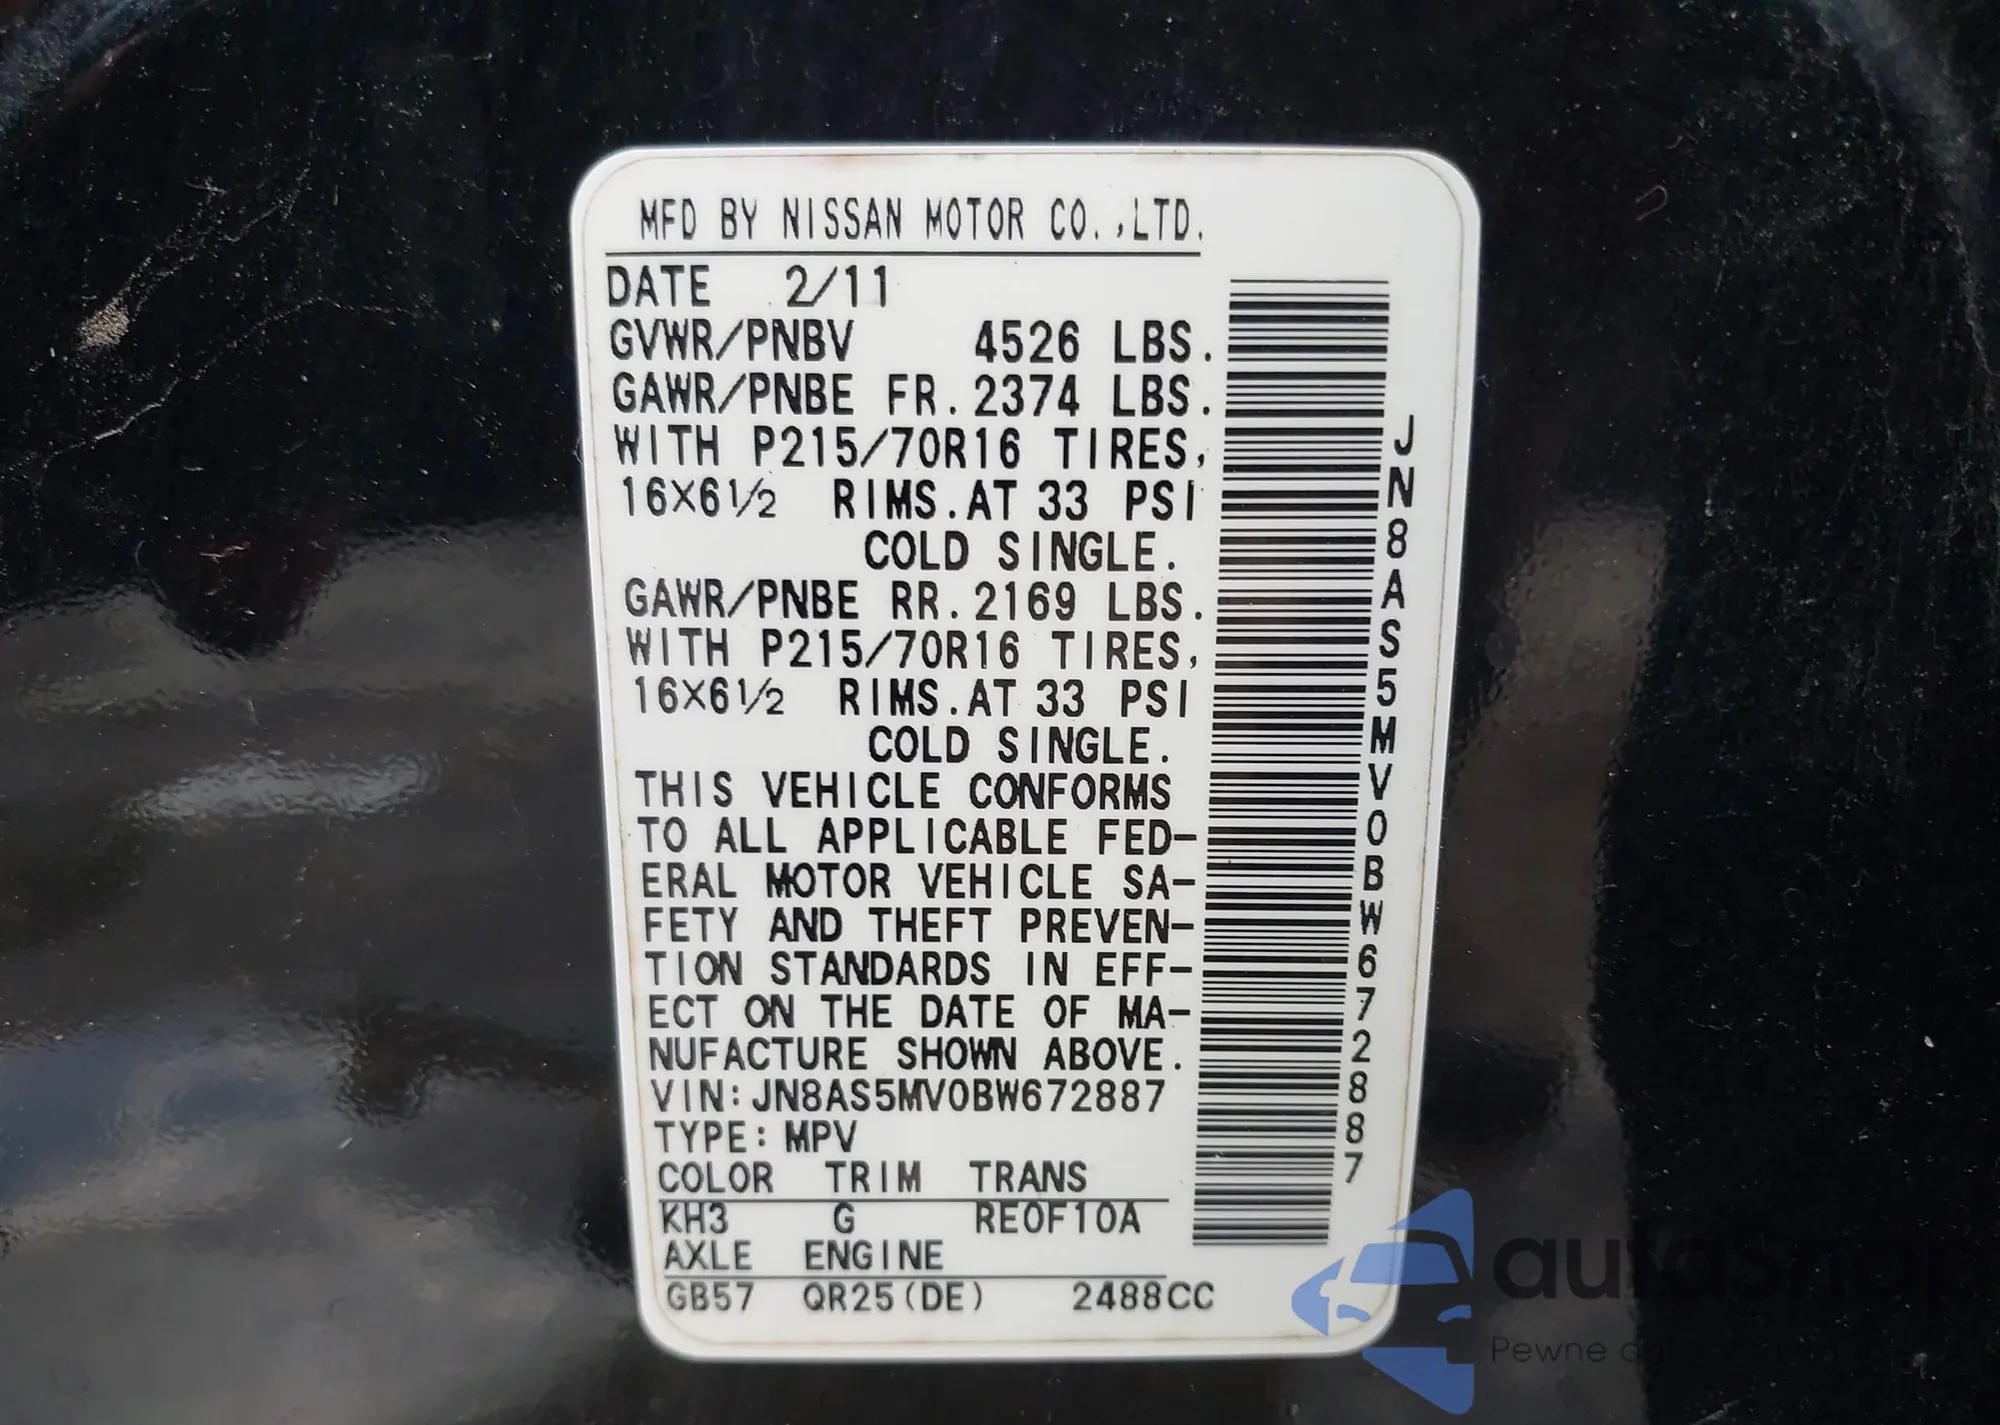 MFD BY NISSAN MOTOR CO.,LTD.
DATE 2/11
GVWR/PNBV 4526 LBS.
GAWR/PNBE FR.2374 LBS.
WITH P215/70R16 TIRES,
16X6½ RIMS.AT 33 PSI
COLD SINGLE.
GAWR/PNBE RR.2169 LBS.
WITH P215/70R16 TIRES,
16X6½ RIMS.AT 33 PSI
COLD SINGLE.
THIS VEHICLE CONFORMS
TO ALL APPLICABLE FED-
ERAL MOTOR VEHICLE SA-
FETY AND THEFT PREVEN-
TION STANDARDS IN EFF-
ECT ON THE DATE OF MA-
NUFACTURE SHOWN ABOVE.
VIN:JN8AS5MV0BW672887
TYPE:MPV
COLOR TRIM TRANS
KH3 G RE0F10A
AXLE ENGINE
GB57 QR25(DE) 2488CC
JN8AS5MV0BW672887
autasnap
Pewne